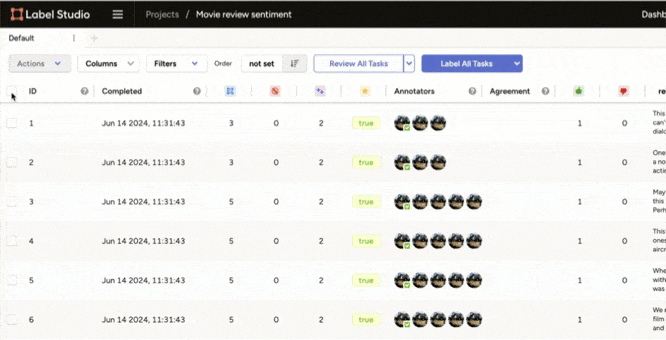 Label Studio Projects / Movie review sentiment Dashb
Default
Actions Columns Filters Order not set Review All Tasks Label All Tasks
ID Completed Annotators Agreement re
This
1 Jun 14 2024, 11:31:43 3 0 2 true 1 0 can't
dialo
One
2 Jun 14 2024, 11:31:43 3 0 2 true 1 0 a no
actin
May
3 Jun 14 2024, 11:31:43 5 0 2 true 1 0 this
Perh
This
4 Jun 14 2024, 11:31:43 5 0 2 true 1 0 ones
aircr
Whe
5 Jun 14 2024, 11:31:43 5 0 2 true 1 0 with
was
We r
6 Jun 14 2024, 11:31:43 5 0 2 true 1 0 film
and